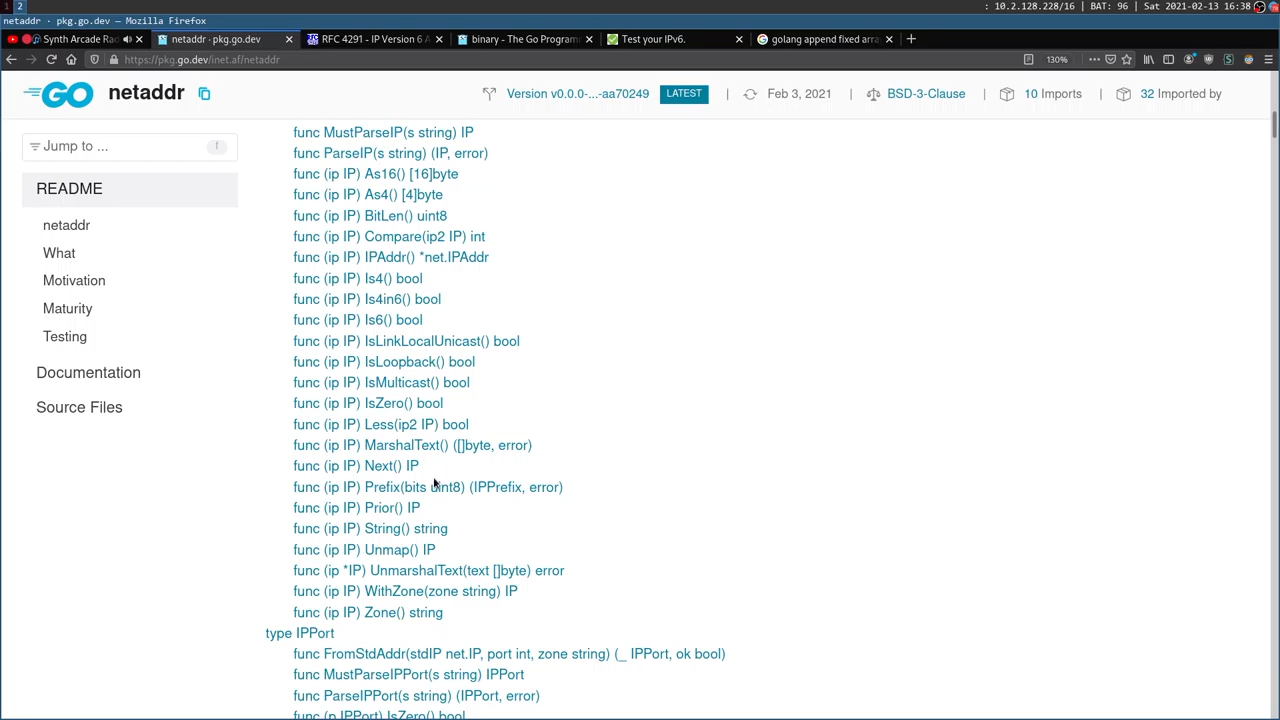 1 2 : 10.2.128.228/16 | BAT: 96 | Sat 2021-02-13 16:38
netaddr · pkg.go.dev — Mozilla Firefox
Synth Arcade Rad netaddr · pkg.go.dev RFC 4291 - IP Version 6 A binary - The Go Programm Test your IPv6. golang append fixed array
https://pkg.go.dev/inet.af/netaddr 130%
GO netaddr Version v0.0.0-...-aa70249 LATEST | Feb 3, 2021 | BSD-3-Clause | 10 Imports | 32 Imported by
Jump to ... f
README
netaddr
What
Motivation
Maturity
Testing
Documentation
Source Files
func MustParseIP(s string) IP
func ParseIP(s string) (IP, error)
func (ip IP) As16() [16]byte
func (ip IP) As4() [4]byte
func (ip IP) BitLen() uint8
func (ip IP) Compare(ip2 IP) int
func (ip IP) IPAddr() *net.IPAddr
func (ip IP) Is4() bool
func (ip IP) Is4in6() bool
func (ip IP) Is6() bool
func (ip IP) IsLinkLocalUnicast() bool
func (ip IP) IsLoopback() bool
func (ip IP) IsMulticast() bool
func (ip IP) IsZero() bool
func (ip IP) Less(ip2 IP) bool
func (ip IP) MarshalText() ([]byte, error)
func (ip IP) Next() IP
func (ip IP) Prefix(bits uint8) (IPPrefix, error)
func (ip IP) Prior() IP
func (ip IP) String() string
func (ip IP) Unmap() IP
func (ip *IP) UnmarshalText(text []byte) error
func (ip IP) WithZone(zone string) IP
func (ip IP) Zone() string
type IPPort
func FromStdAddr(stdIP net.IP, port int, zone string) (_ IPPort, ok bool)
func MustParseIPPort(s string) IPPort
func ParseIPPort(s string) (IPPort, error)
func (p IPPort) IsZero() bool